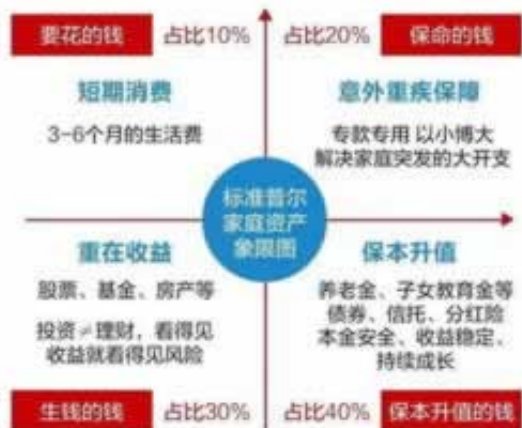 要花的钱 占比10%
占比20% 保命的钱
短期消费
3-6个月的生活费
意外重疾保障
专款专用 以小博大
解决家庭突发的大开支
标准普尔
家庭资产
象限图
重在收益
股票、基金、房产等
投资≠理财，看得见
收益就看得见风险
保本升值
养老金、子女教育金等
债券、信托、分红险
本金安全、收益稳定、
持续成长
生钱的钱 占比30%
占比40% 保本升值的钱